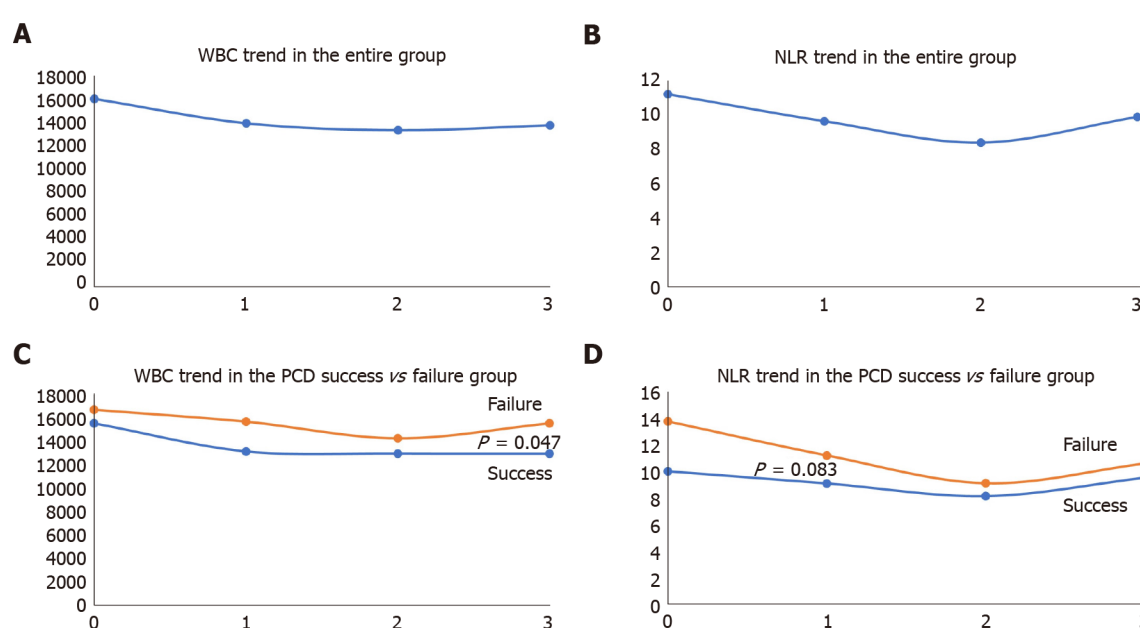 A
WBC trend in the entire group
18000
16000
14000
12000
10000
8000
6000
4000
2000
0
0 1 2 3
B
NLR trend in the entire group
12
10
8
6
4
2
0
0 1 2 3
C
WBC trend in the PCD success vs failure group
18000
16000
14000
12000
10000
8000
6000
4000
2000
0
Failure
P = 0.047
Success
0 1 2 3
D
NLR trend in the PCD success vs failure group
16
14
12
10
8
6
4
2
0
Failure
P = 0.083
Success
0 1 2